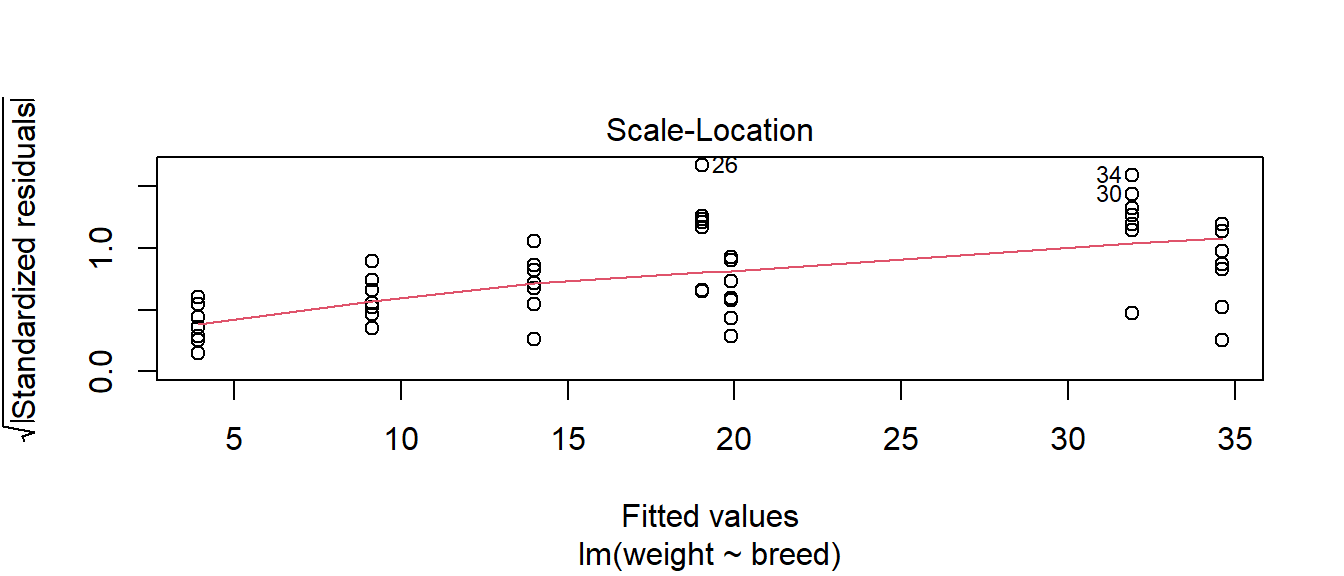 Scale-Location
√|Standardized residuals|
0.0 1.0
26
34
30
5 10 15 20 25 30 35
Fitted values
lm(weight ~ breed)